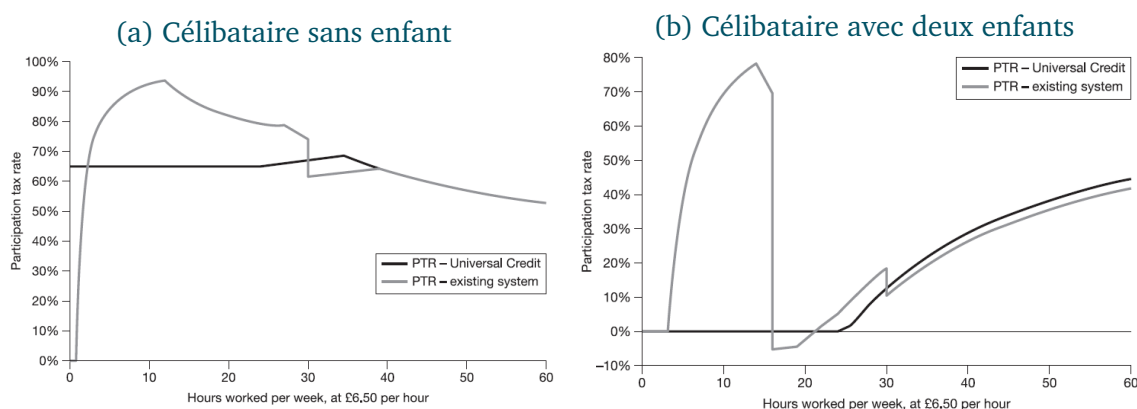 (a) Célibataire sans enfant
100%
90%
80%
70%
60%
50%
40%
30%
20%
10%
0%
Participation tax rate
PTR – Universal Credit
PTR – existing system
0 10 20 30 40 50 60
Hours worked per week, at £6.50 per hour
(b) Célibataire avec deux enfants
80%
70%
60%
50%
40%
30%
20%
10%
0%
–10%
Participation tax rate
PTR – Universal Credit
PTR – existing system
0 10 20 30 40 50 60
Hours worked per week, at £6.50 per hour